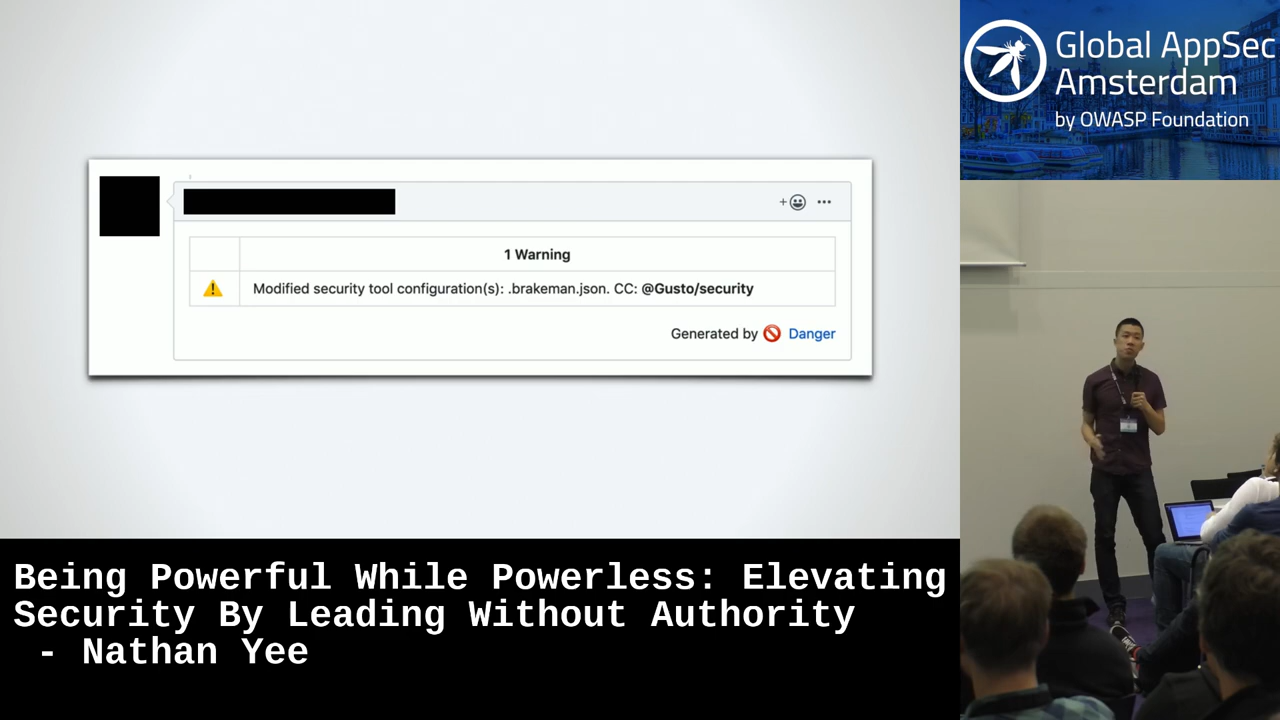 Global AppSec
Amsterdam
by OWASP Foundation
1 Warning
Modified security tool configuration(s): .brakeman.json. CC: @Gusto/security
Generated by 🚫 Danger
Being Powerful While Powerless: Elevating
Security By Leading Without Authority
- Nathan Yee